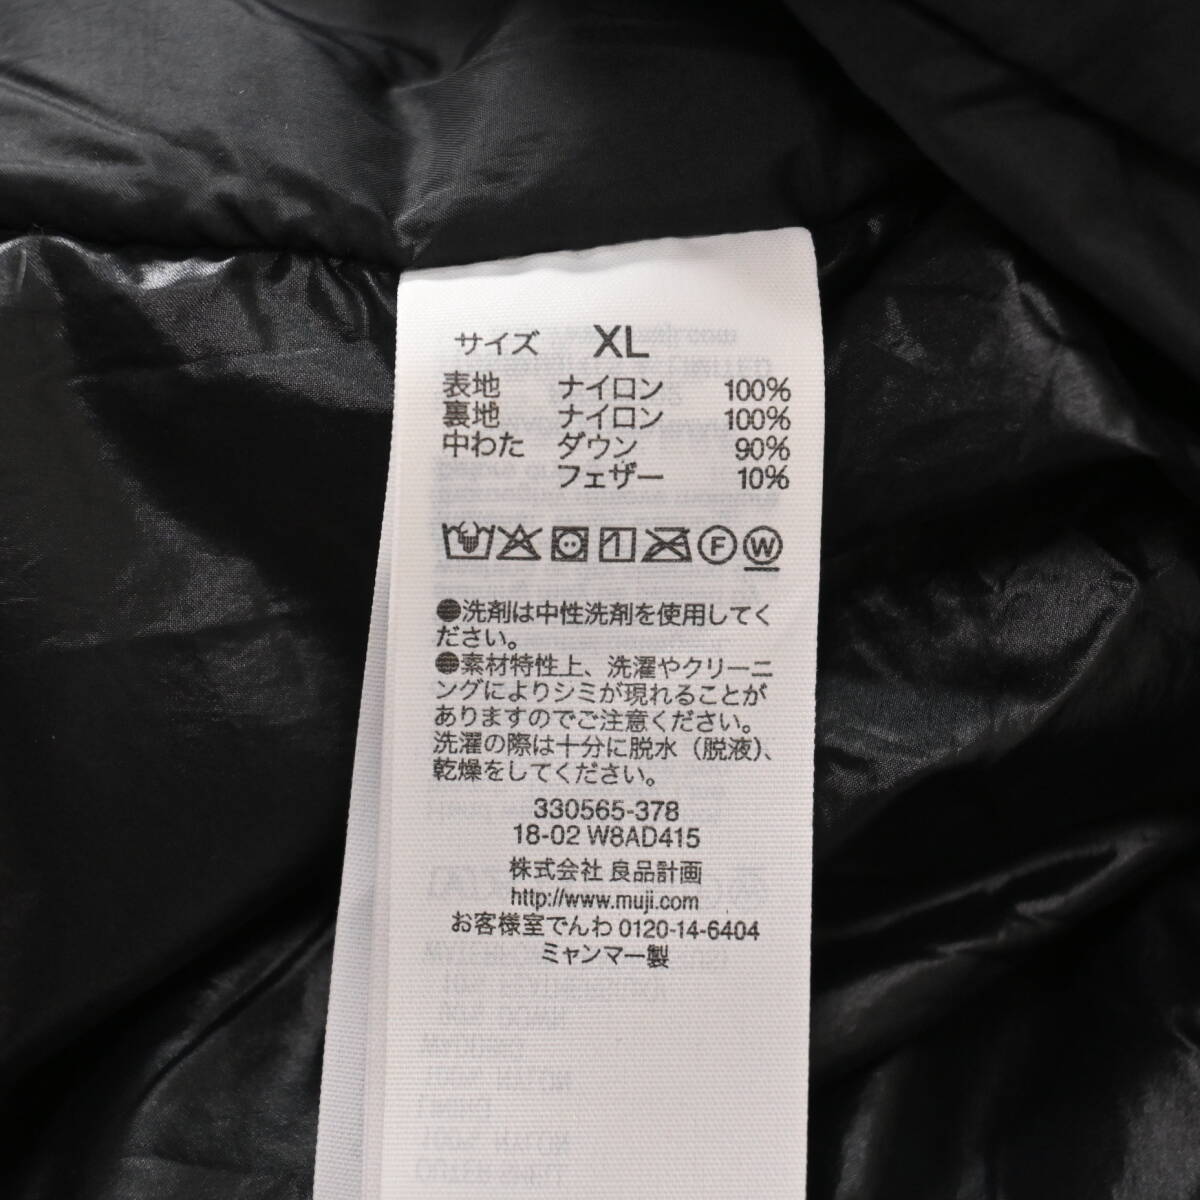 サイズ XL
表地 ナイロン 100%
裏地 ナイロン 100%
中わた ダウン 90%
フェザー 10%
F W
●洗剤は中性洗剤を使用してく
ださい。
●素材特性上、洗濯やクリーニ
ングによりシミが現れることが
ありますのでご注意ください。
洗濯の際は十分に脱水（脱液）、
乾燥をしてください。
330565-378
18-02 W8AD415
株式会社 良品計画
http://www.muji.com
お客様室でんわ 0120-14-6404
ミャンマー製